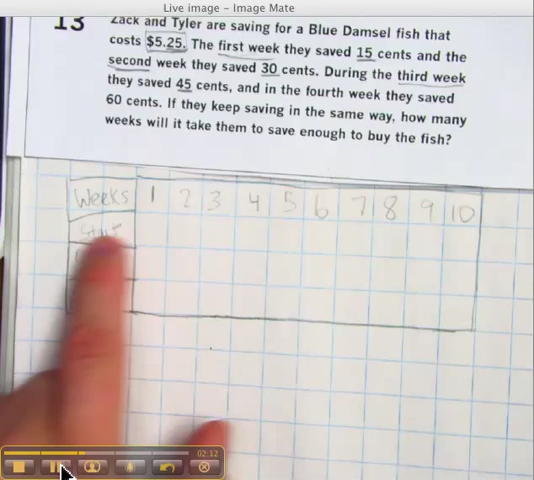 Live image - Image Mate
13
Zack and Tyler are saving for a Blue Damsel fish that
costs $5.25. The first week they saved 15 cents and the
second week they saved 30 cents. During the third week
they saved 45 cents, and in the fourth week they saved
60 cents. If they keep saving in the same way, how many
weeks will it take them to save enough to buy the fish?
Weeks 1 2 3 4 5 6 7 8 9 10
Start
02:12